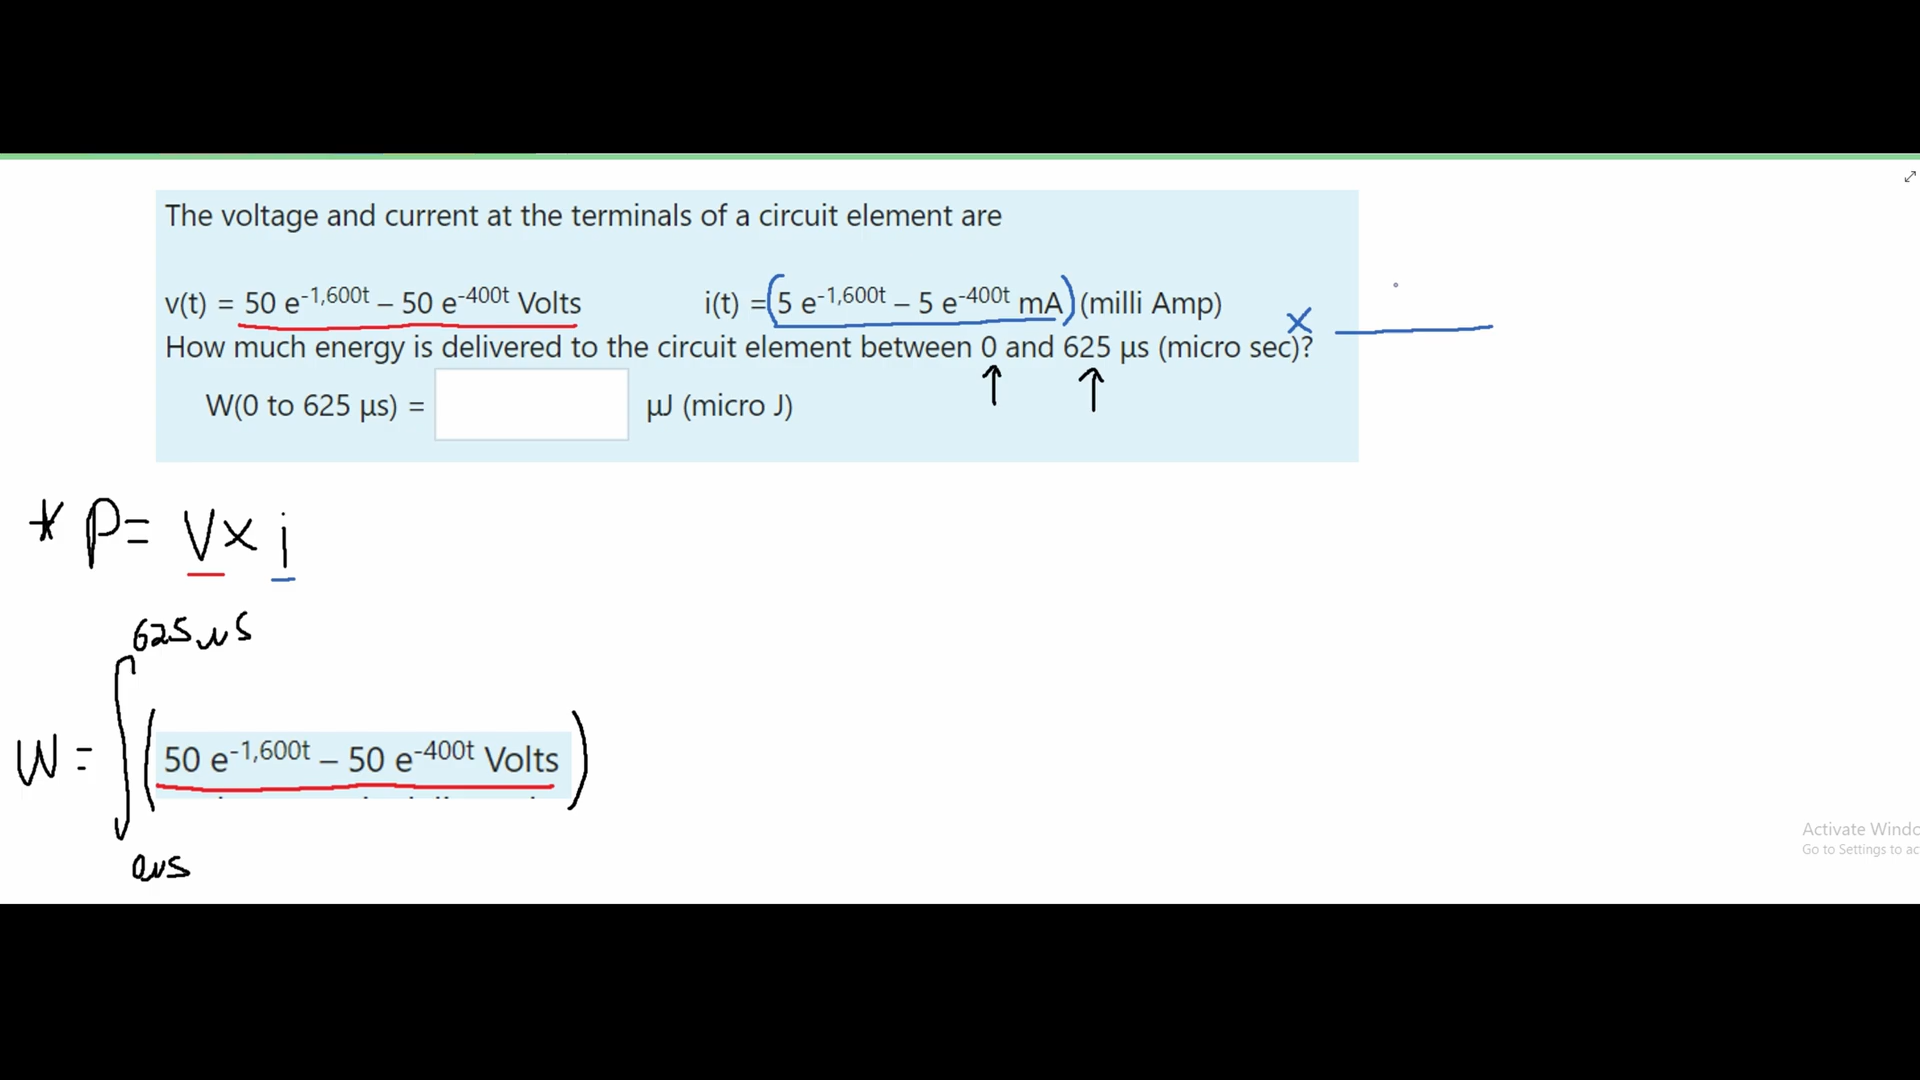 The voltage and current at the terminals of a circuit element are
v(t) = 50 e^-1,600t – 50 e^-400t Volts i(t) = (5 e^-1,600t – 5 e^-400t mA) (milli Amp) x
How much energy is delivered to the circuit element between 0 and 625 µs (micro sec)?
W(0 to 625 µs) = µJ (micro J)
* P= V x i
625 µs
W = ∫ (50 e^-1,600t – 50 e^-400t Volts)
0µs
Activate Windo
Go to Settings to ac